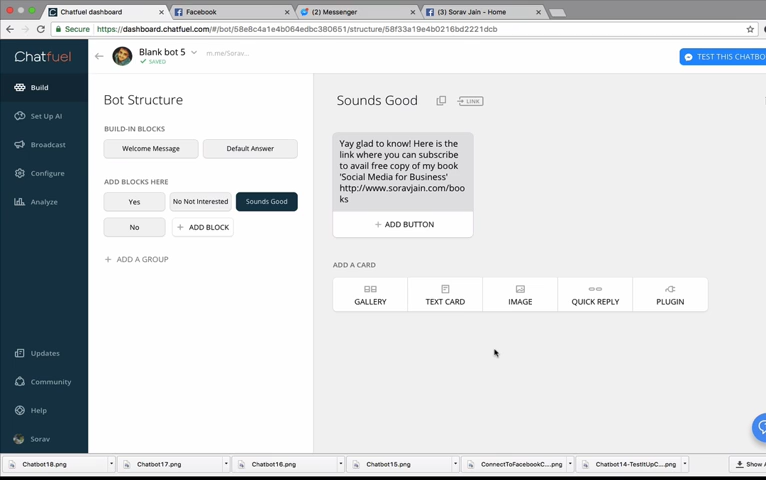 Chatfuel dashboard
Facebook
(2) Messenger
(3) Sorav Jain - Home
Secure
https://dashboard.chatfuel.com/#/bot/58e8c4a1e4b064edbc380651/structure/58f33a19e4b0216bd2221dcb
Chatfuel
Blank bot 5
m.me/Sorav...
SAVED
TEST THIS CHATBO
Build
Set Up AI
Broadcast
Configure
Analyze
Updates
Community
Help
Sorav
Bot Structure
BUILD-IN BLOCKS
Welcome Message
Default Answer
ADD BLOCKS HERE
Yes
No Not Interested
Sounds Good
No
+ ADD BLOCK
+ ADD A GROUP
Sounds Good
LINK
Yay glad to know! Here is the
link where you can subscribe
to avail free copy of my book
'Social Media for Business'
http://www.soravjain.com/boo
ks
+ ADD BUTTON
ADD A CARD
GALLERY
TEXT CARD
IMAGE
QUICK REPLY
PLUGIN
Chatbot18.png
Chatbot17.png
Chatbot16.png
Chatbot15.png
ConnectToFacebookC....png
Chatbot14-TestItUpC...png
Show A